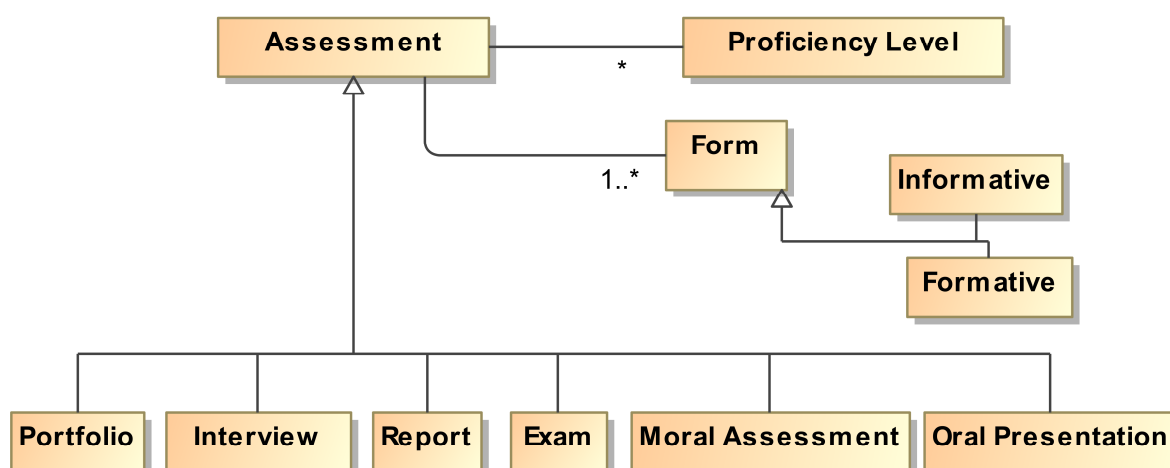 Assessment
Proficiency Level
*
Form
1..*
Informative
Formative
Portfolio
Interview
Report
Exam
Moral Assessment
Oral Presentation